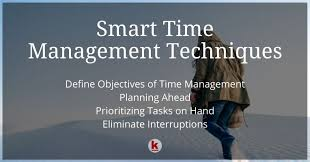 Smart Time
Management Techniques
Define Objectives of Time Management
Planning Ahead
Prioritizing Tasks on Hand
Eliminate Interruptions
k